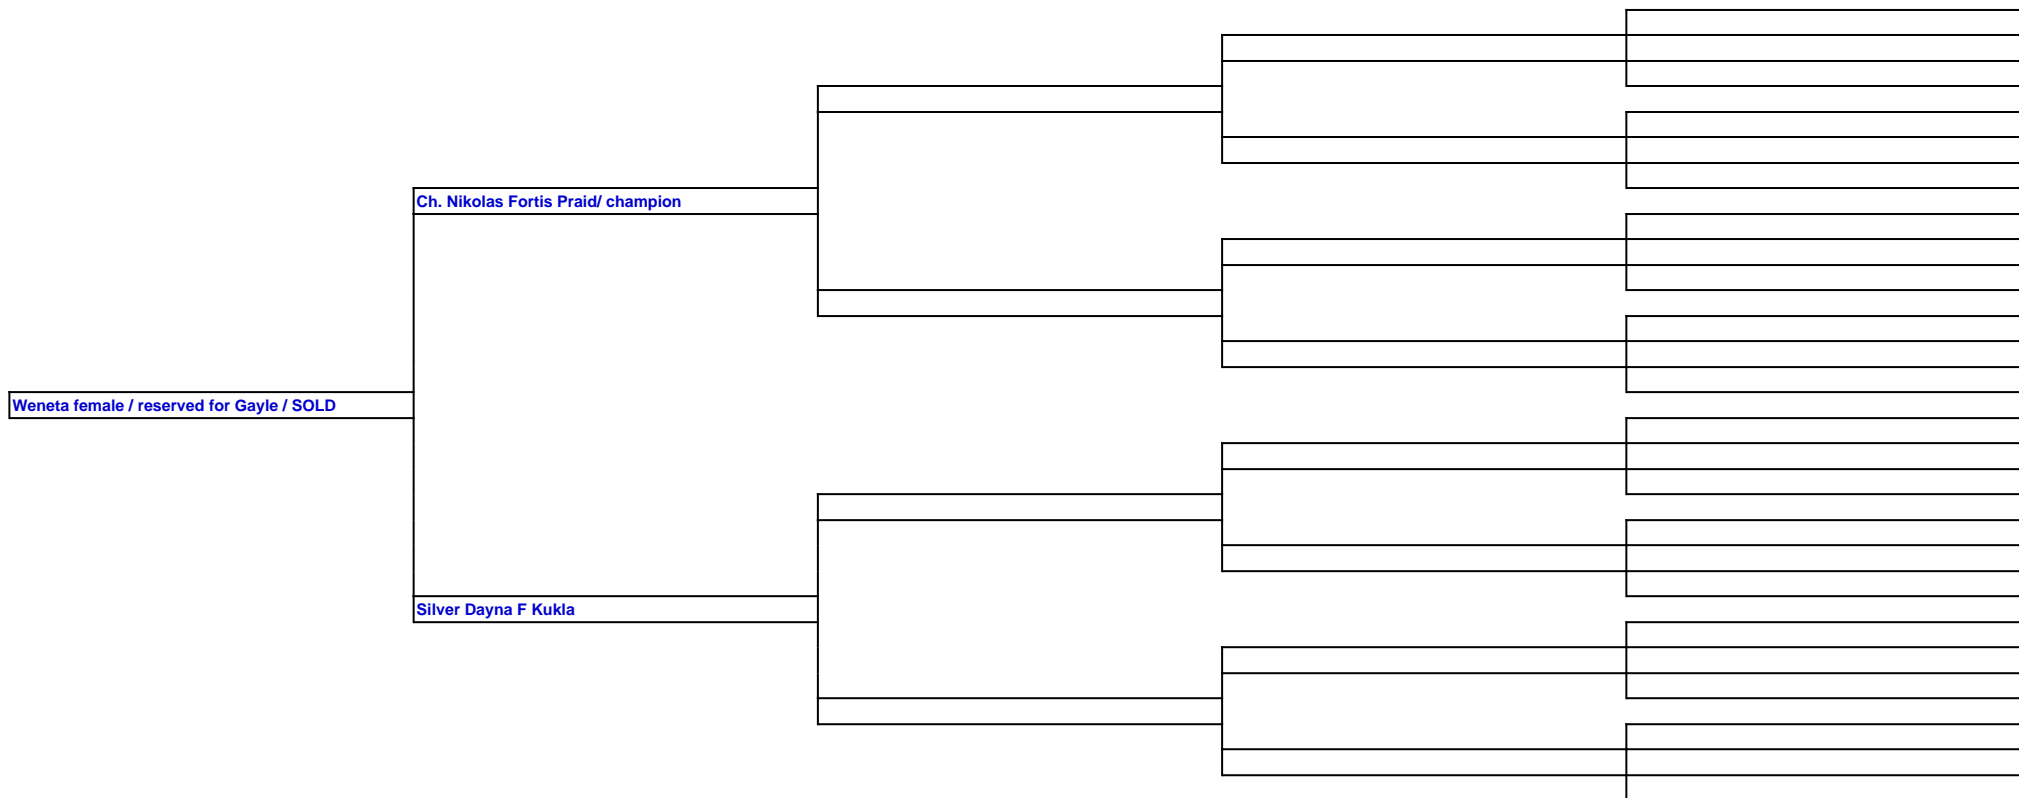 Ch. Nikolas Fortis Praid/ champion
Weneta female / reserved for Gayle / SOLD
Silver Dayna F Kukla